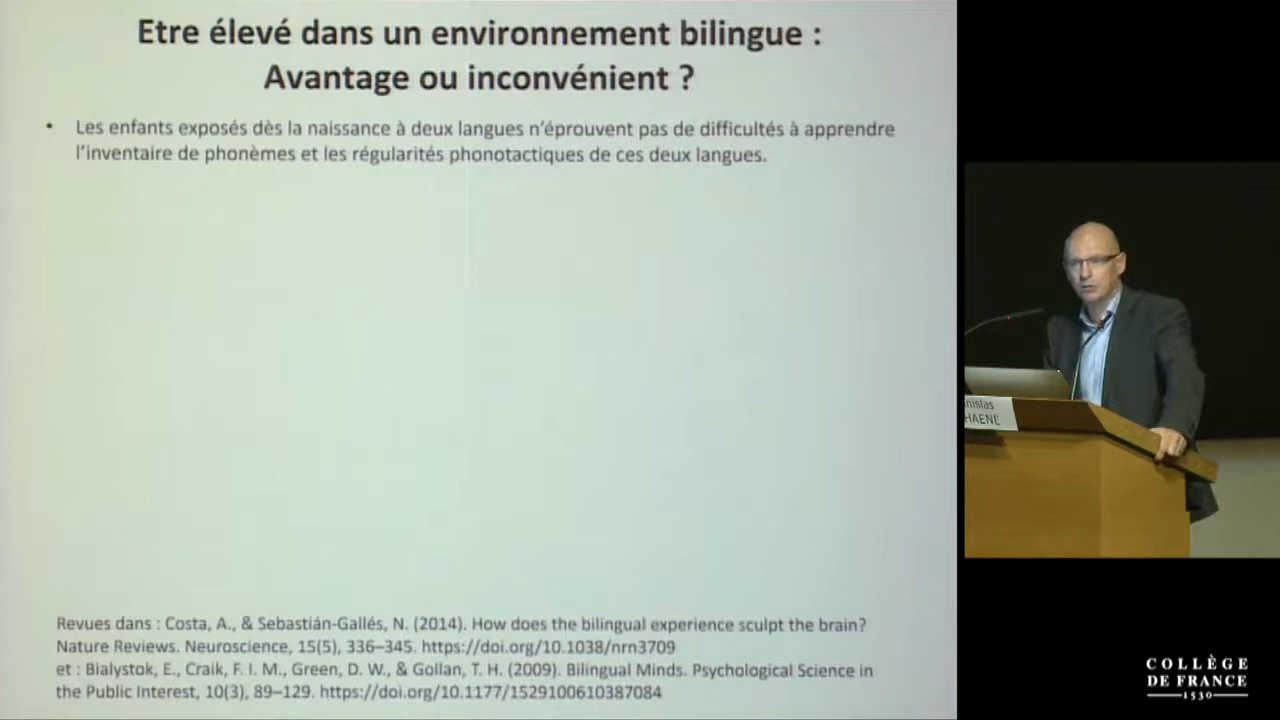 Etre élevé dans un environnement bilingue :
Avantage ou inconvénient ?
• Les enfants exposés dès la naissance à deux langues n'éprouvent pas de difficultés à apprendre
l'inventaire de phonèmes et les régularités phonotactiques de ces deux langues.
Revues dans : Costa, A., & Sebastián-Gallés, N. (2014). How does the bilingual experience sculpt the brain?
Nature Reviews. Neuroscience, 15(5), 336–345. https://doi.org/10.1038/nrn3709
et : Bialystok, E., Craik, F. I. M., Green, D. W., & Gollan, T. H. (2009). Bilingual Minds. Psychological Science in
the Public Interest, 10(3), 89–129. https://doi.org/10.1177/1529100610387084
nislas
HAENE
COLLÈGE
DE FRANCE
1530